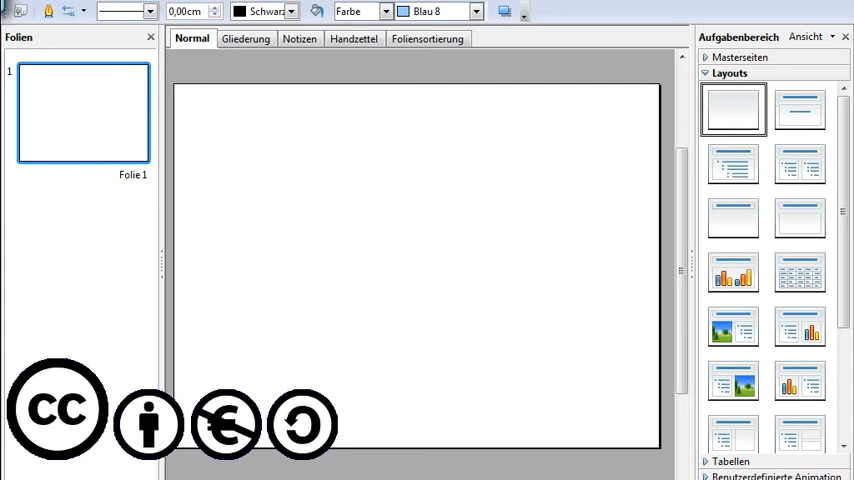 0,00cm Schwarz Farbe Blau 8
Folien
Normal Gliederung Notizen Handzettel Foliensortierung
Aufgabenbereich Ansicht
Masterseiten
Layouts
1
Folie 1
cc
Tabellen
Benutzerdefinierte Animation